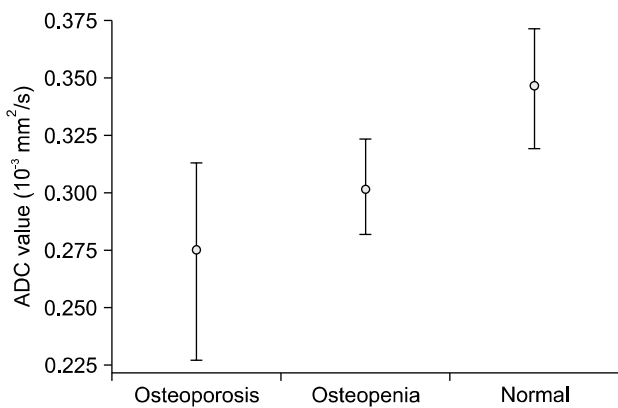 ADC value (10⁻³ mm²/s)
0.375
0.350
0.325
0.300
0.275
0.250
0.225
Osteoporosis
Osteopenia
Normal